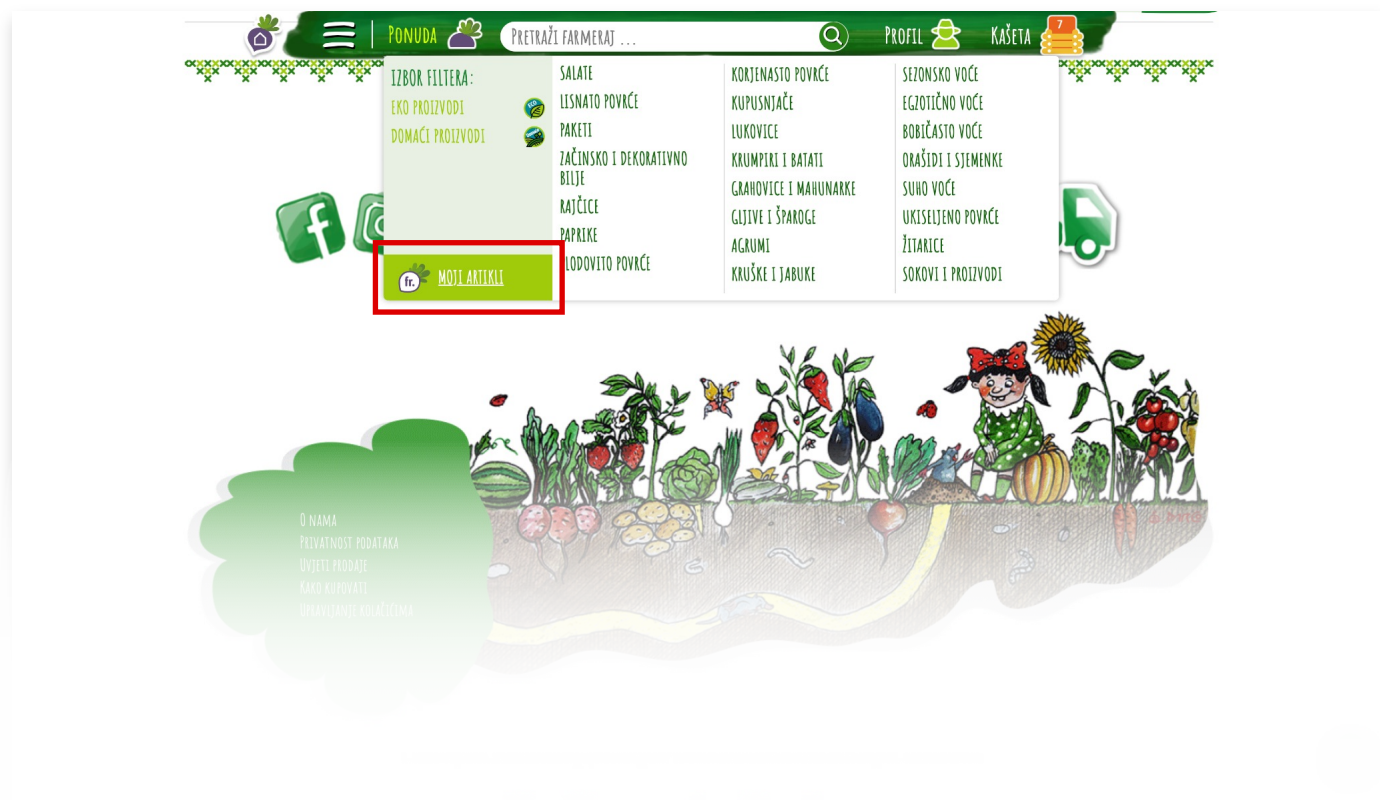 Ponuda
Pretraži farmeraj ...
Profil
Kašeta
7
Izbor filtera:
Eko proizvodi
ECO
Domaći proizvodi
fr.
Moji artikli
Salate
Lisnato povrće
Paketi
Začinsko i dekorativno
bilje
Rajčice
Paprike
lodovito povrće
Korjenasto povrće
Kupusnjače
Lukovice
Krumpiri i batati
Grahovice i mahunarke
Gljive i šparoge
Agrumi
Kruške i jabuke
Sezonsko voće
Egzotično voće
Bobičasto voće
Orašidi i sjemenke
Suho voće
Ukiseljeno povrće
Žitarice
Sokovi i proizvodi
O nama
Privatnost podataka
Uvjeti prodaje
Kako kupovati
Upravljanje kolačićima